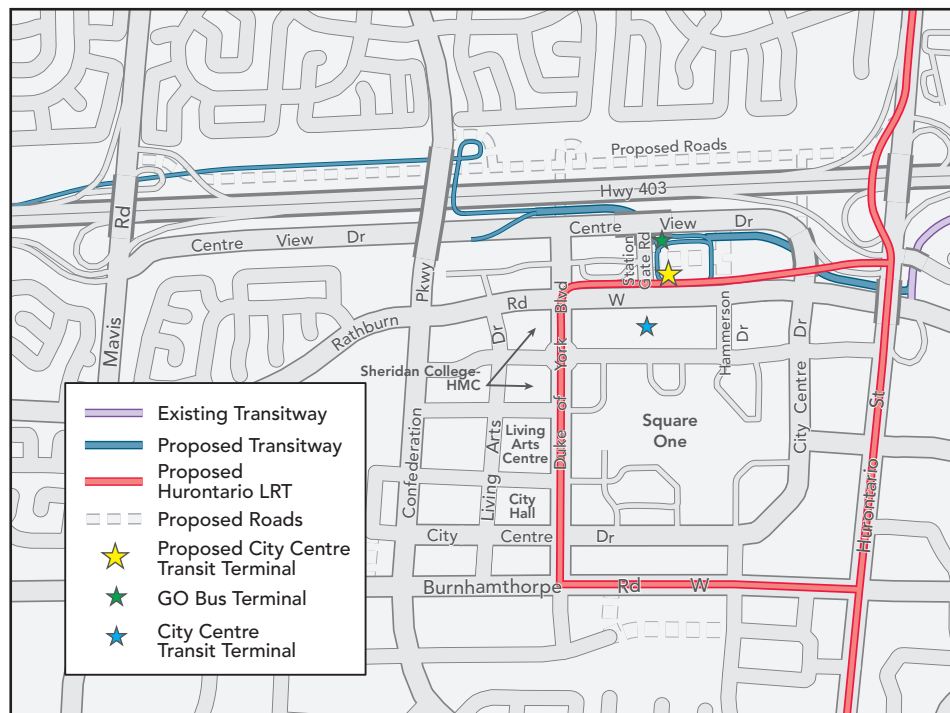 Proposed Roads
Hwy 403
Rd
Mavis
Centre View Dr
Centre View Dr
Pkwy
Confederation
Station
Gate Rd
Rathburn Rd W
Duke of York Blvd
Hammerson
Dr
City Centre Dr
Living Arts Dr
Sheridan College-
HMC
Living
Arts
Centre
Square
One
City
Hall
City Centre Dr
Burnhamthorpe Rd W
Hurontario St
Existing Transitway
Proposed Transitway
Proposed
Hurontario LRT
Proposed Roads
Proposed City Centre
Transit Terminal
GO Bus Terminal
City Centre
Transit Terminal